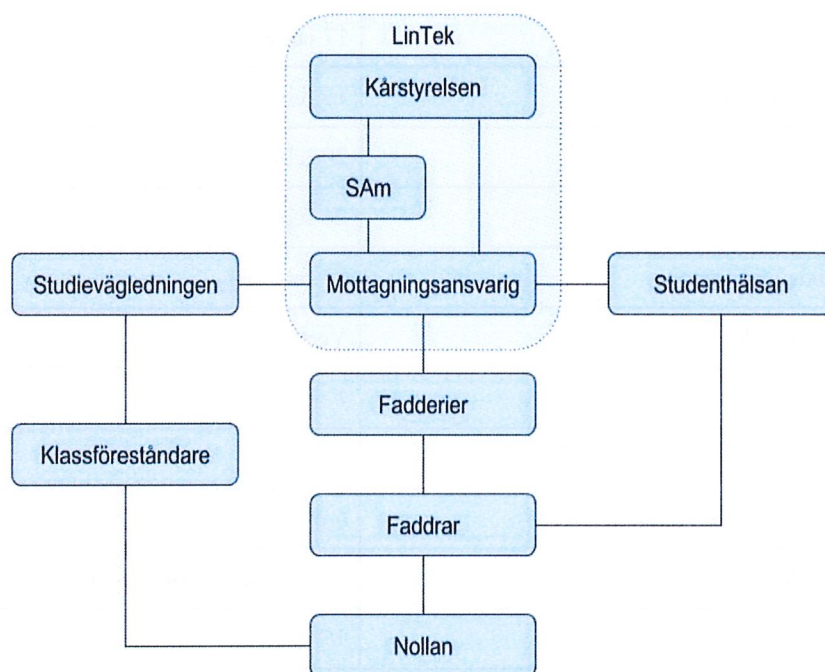 LinTek
Kårstyrelsen
SAm
Studievägledningen
Mottagningsansvarig
Studenthälsan
Fadderier
Klassföreståndare
Faddrar
Nollan